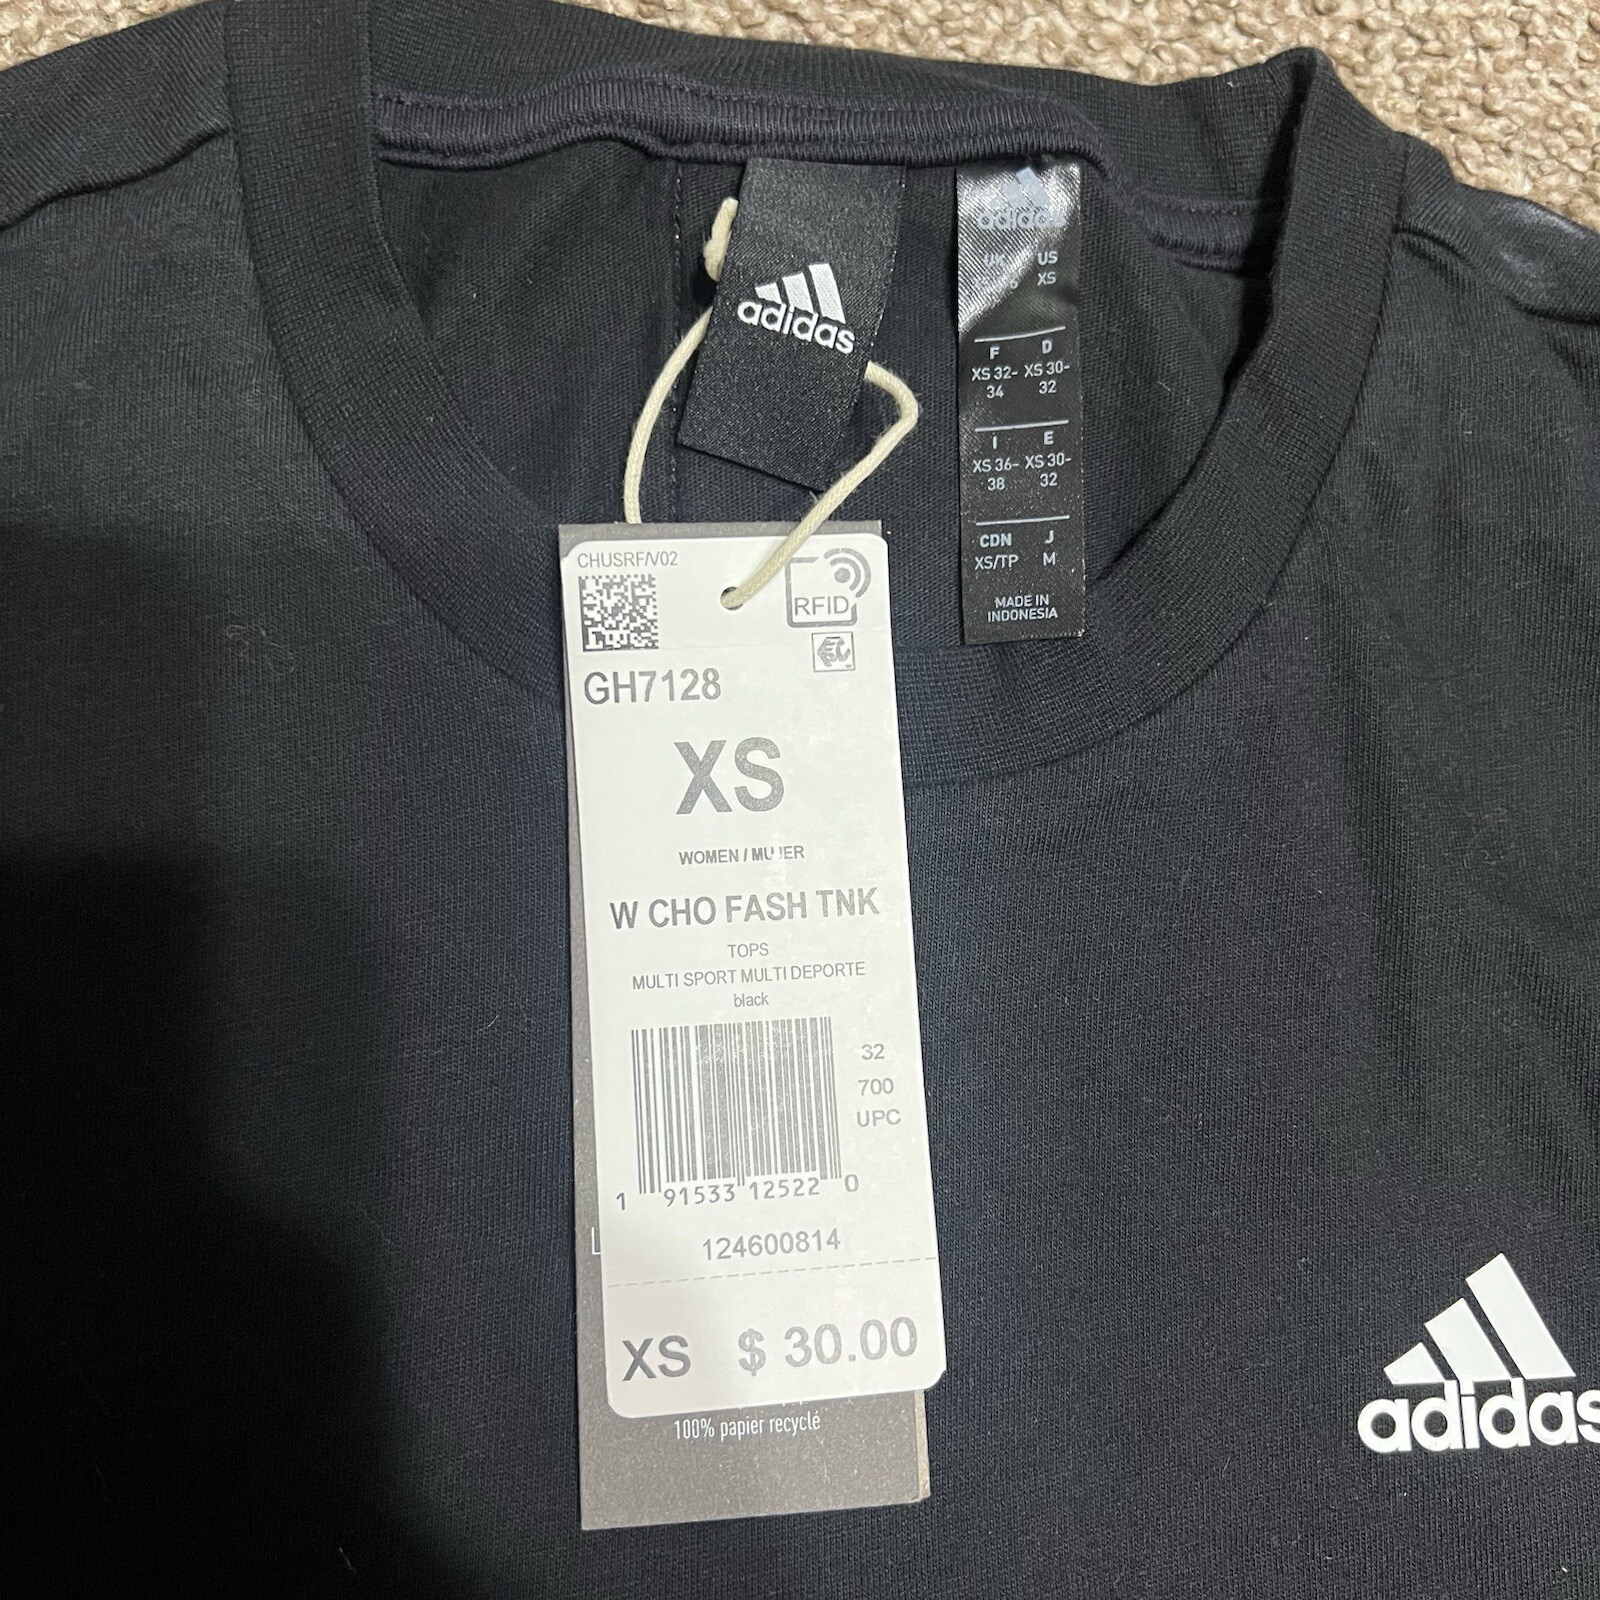 adidas
adidas
US
XS
F D
XS 32- XS 30-
34 32
I E
XS 36- XS 30-
38 32
CDN J
XS/TP M
MADE IN
INDONESIA
CHUSRF/V02
RFID
GH7128
XS
WOMEN / MUJER
W CHO FASH TNK
TOPS
MULTI SPORT MULTI DEPORTE
black
32
700
UPC
1 91533 12522 0
124600814
XS $ 30.00
100% papier recyclé
adidas